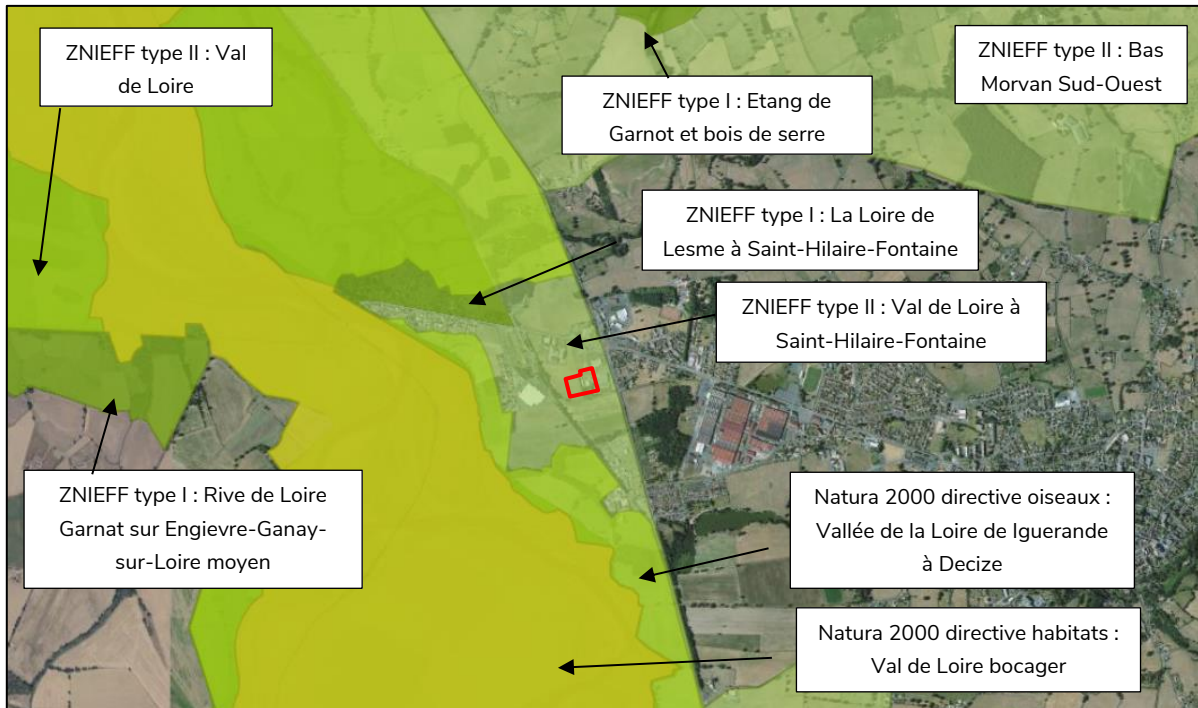 ZNIEFF type II : Val
de Loire
ZNIEFF type I : Etang de
Garnot et bois de serre
ZNIEFF type II : Bas
Morvan Sud-Ouest
ZNIEFF type I : La Loire de
Lesme à Saint-Hilaire-Fontaine
ZNIEFF type II : Val de Loire à
Saint-Hilaire-Fontaine
ZNIEFF type I : Rive de Loire
Garnat sur Engievre-Ganay-
sur-Loire moyen
Natura 2000 directive oiseaux :
Vallée de la Loire de Iguerande
à Decize
Natura 2000 directive habitats :
Val de Loire bocager